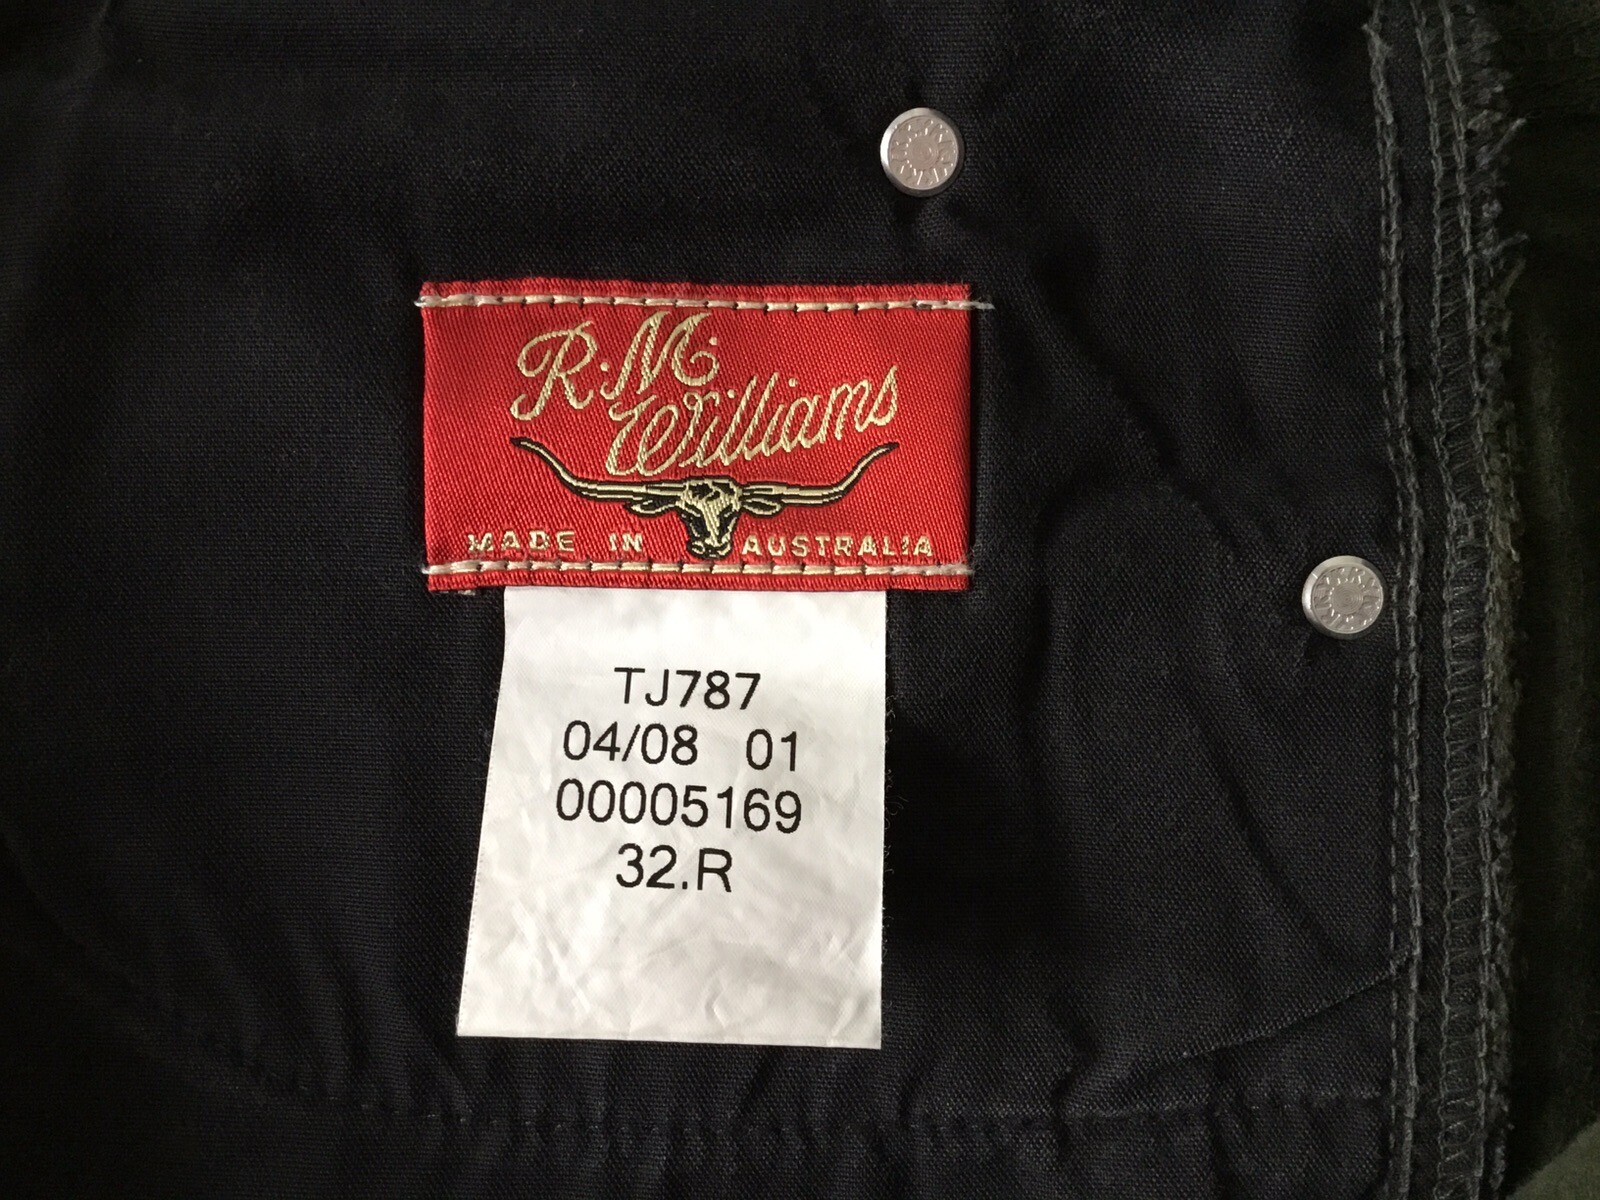 R.M.
Williams
MADE IN AUSTRALIA
TJ787
04/08 01
00005169
32.R